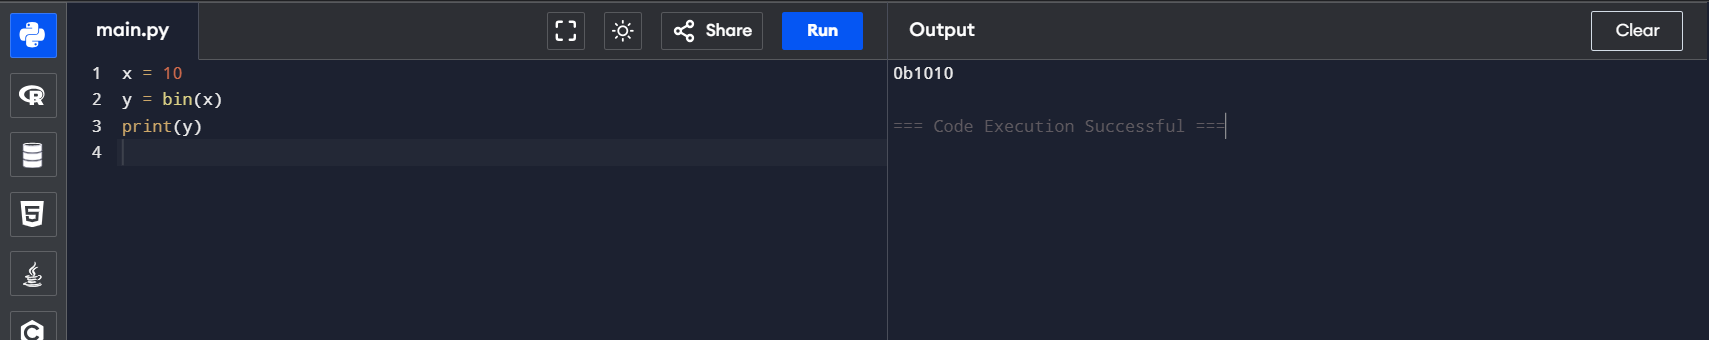 main.py
Share
Run
Output
Clear
1 x = 10
2 y = bin(x)
3 print(y)
4
0b1010
=== Code Execution Successful ===